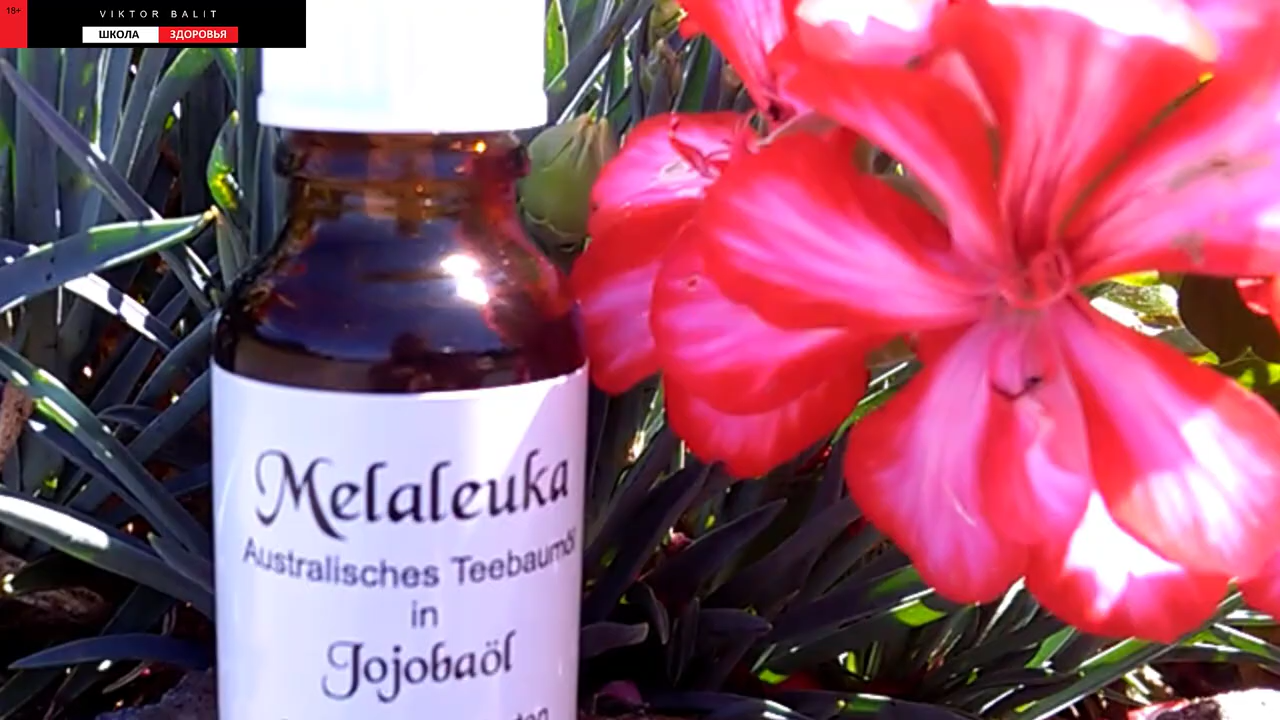 18+
VIKTOR BALIT
ШКОЛА ЗДОРОВЬЯ
Melaleuka
Australisches Teebaumöl
in
Jojobaöl